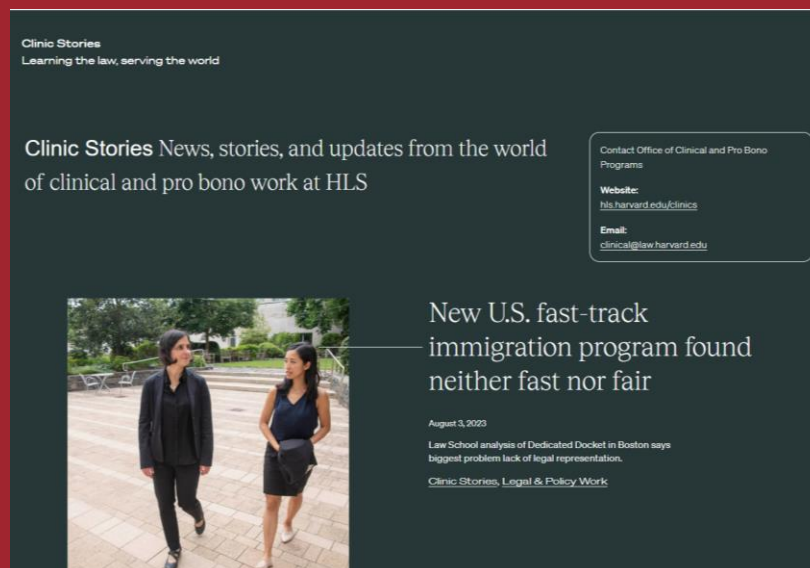 Clinic Stories
Learning the law, serving the world
Clinic Stories News, stories, and updates from the world
of clinical and pro bono work at HLS
Contact Office of Clinical and Pro Bono
Programs
Website:
hls.harvard.edu/clinics
Email:
clinical@law.harvard.edu
New U.S. fast-track
immigration program found
neither fast nor fair
August 3, 2023
Law School analysis of Dedicated Docket in Boston says
biggest problem lack of legal representation.
Clinic Stories, Legal & Policy Work